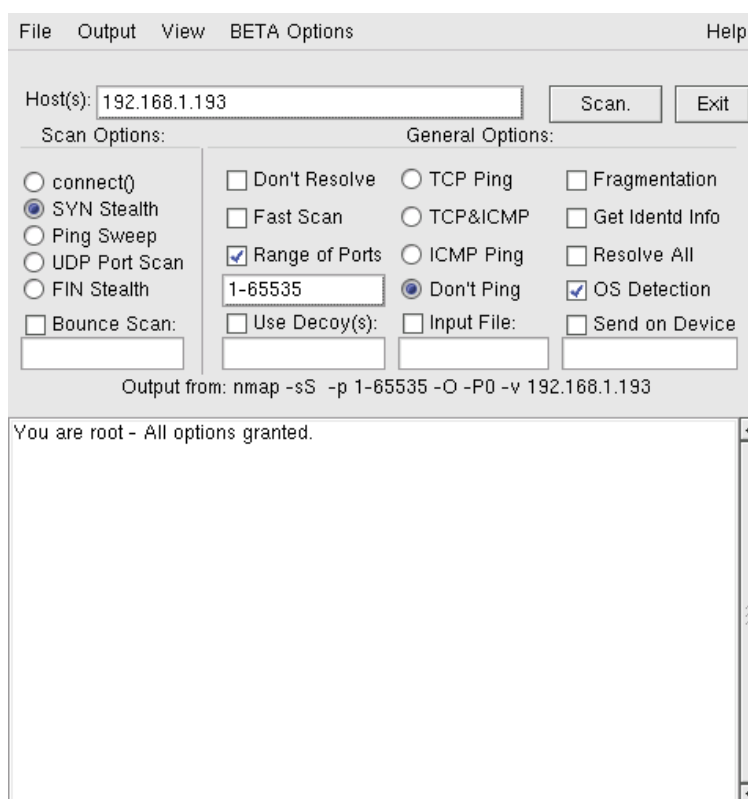 File Output View BETA Options Help
Host(s): 192.168.1.193 Scan. Exit
Scan Options: General Options:
connect() Don't Resolve TCP Ping Fragmentation
SYN Stealth Fast Scan TCP&ICMP Get Identd Info
Ping Sweep Range of Ports ICMP Ping Resolve All
UDP Port Scan
FIN Stealth 1-65535 Don't Ping OS Detection
Bounce Scan: Use Decoy(s): Input File: Send on Device
Output from: nmap -sS -p 1-65535 -O -P0 -v 192.168.1.193
You are root - All options granted.